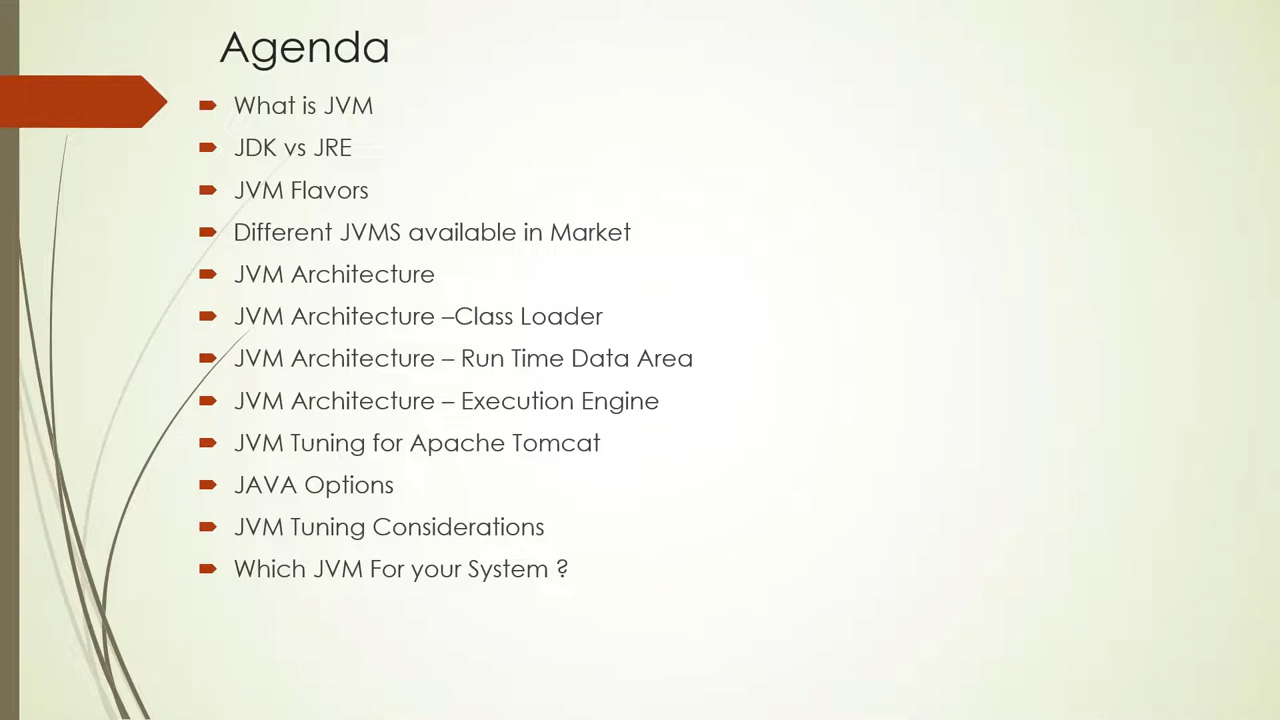 Agenda
What is JVM
JDK vs JRE
JVM Flavors
Different JVMS available in Market
JVM Architecture
JVM Architecture –Class Loader
JVM Architecture – Run Time Data Area
JVM Architecture – Execution Engine
JVM Tuning for Apache Tomcat
JAVA Options
JVM Tuning Considerations
Which JVM For your System ?